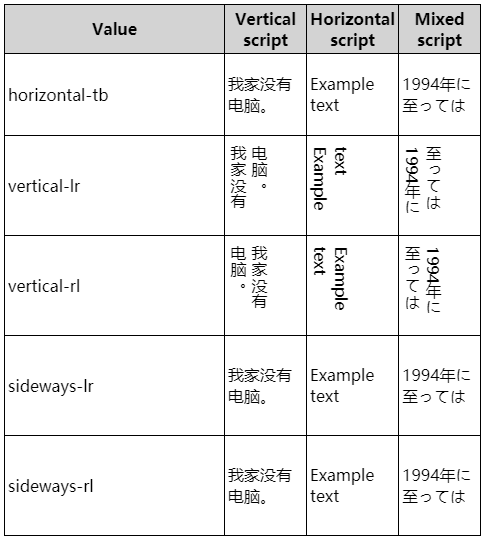 Value
Vertical
script
Horizontal
script
Mixed
script
horizontal-tb
我家没有
电脑。
Example
text
1994年に
至っては
vertical-lr
我家没有
电脑。
Example
text
1994年に
至っては
vertical-rl
我家没有
电脑。
Example
text
1994年に
至っては
sideways-lr
我家没有
电脑。
Example
text
1994年に
至っては
sideways-rl
我家没有
电脑。
Example
text
1994年に
至っては